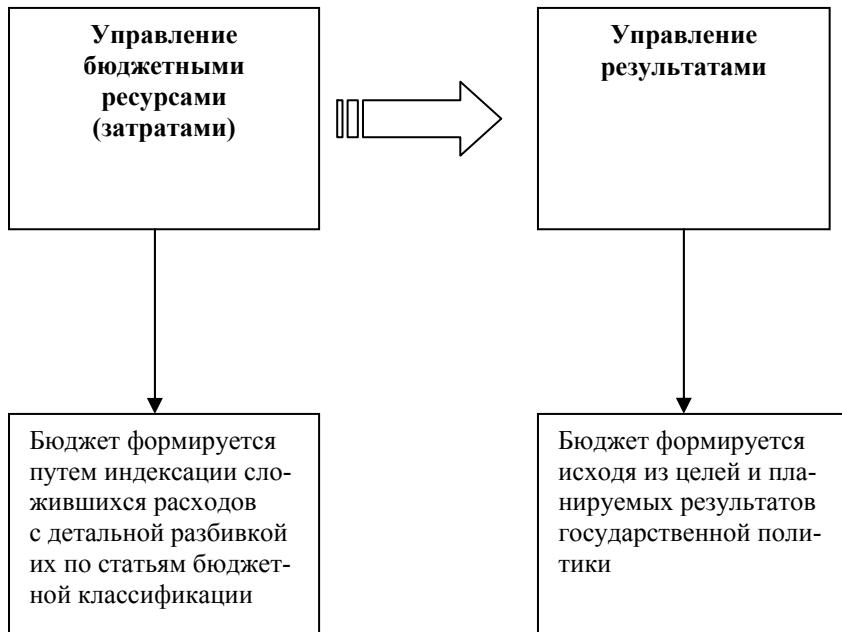 Управление
бюджетными
ресурсами
(затратами)
Управление
результатами
Бюджет формируется
путем индексации сло-
жившихся расходов
с детальной разбивкой
их по статьям бюджет-
ной классификации
Бюджет формируется
исходя из целей и пла-
нируемых результатов
государственной поли-
тики